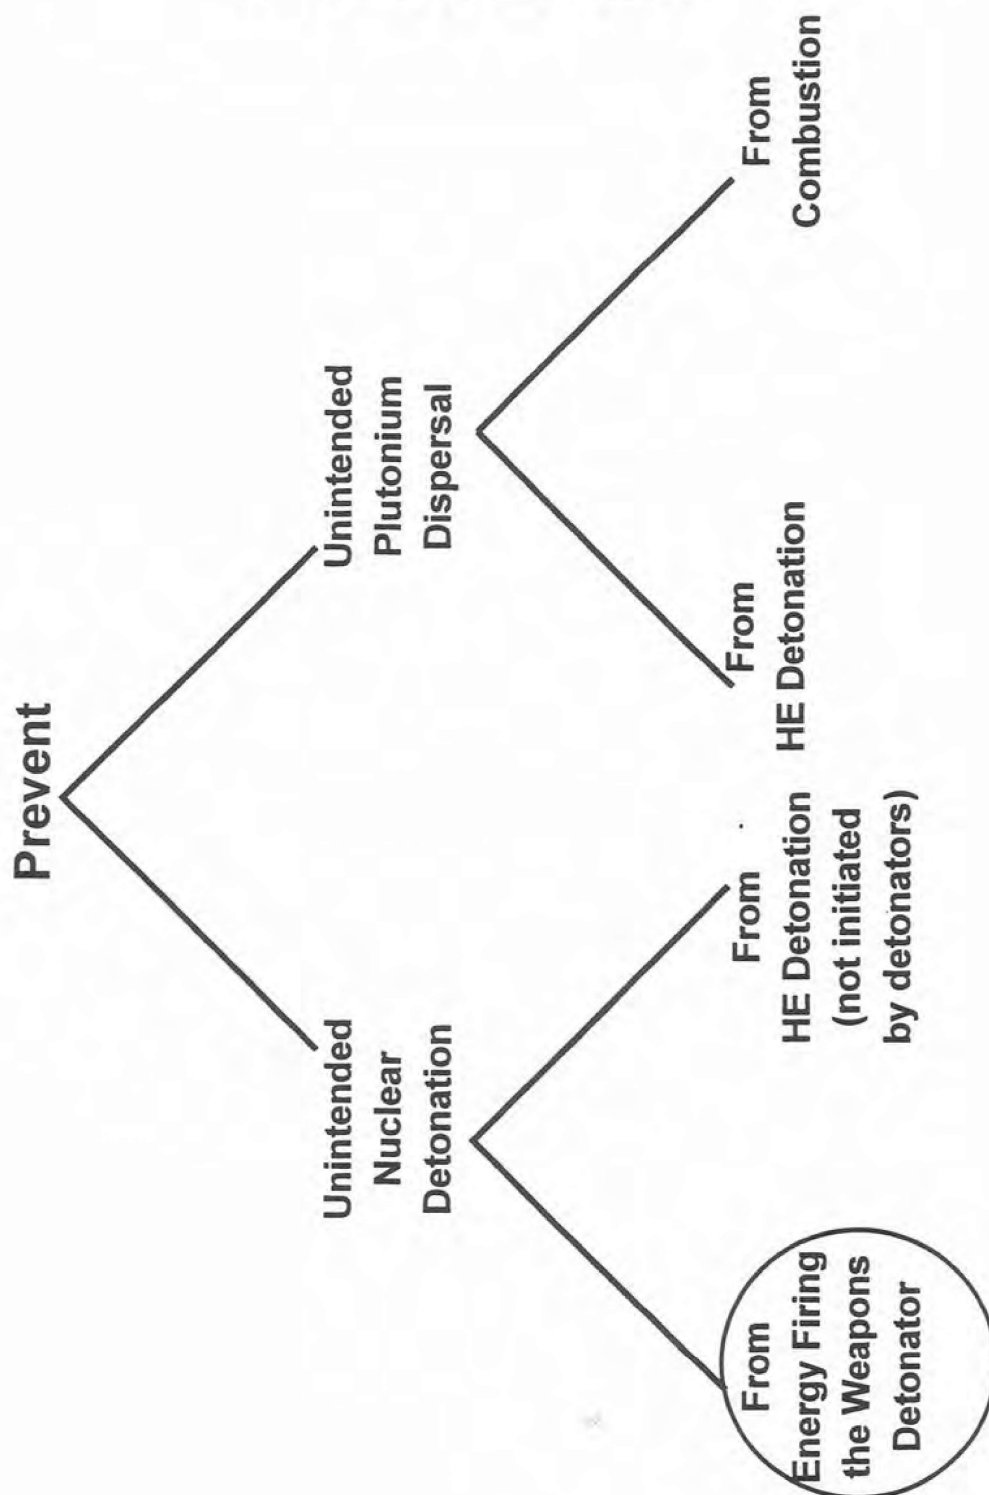 Prevent
Unintended
Nuclear
Detonation
Unintended
Plutonium
Dispersal
From
Energy Firing
the Weapons
Detonator
From
HE Detonation
(not initiated
by detonators)
From
HE Detonation
From
Combustion